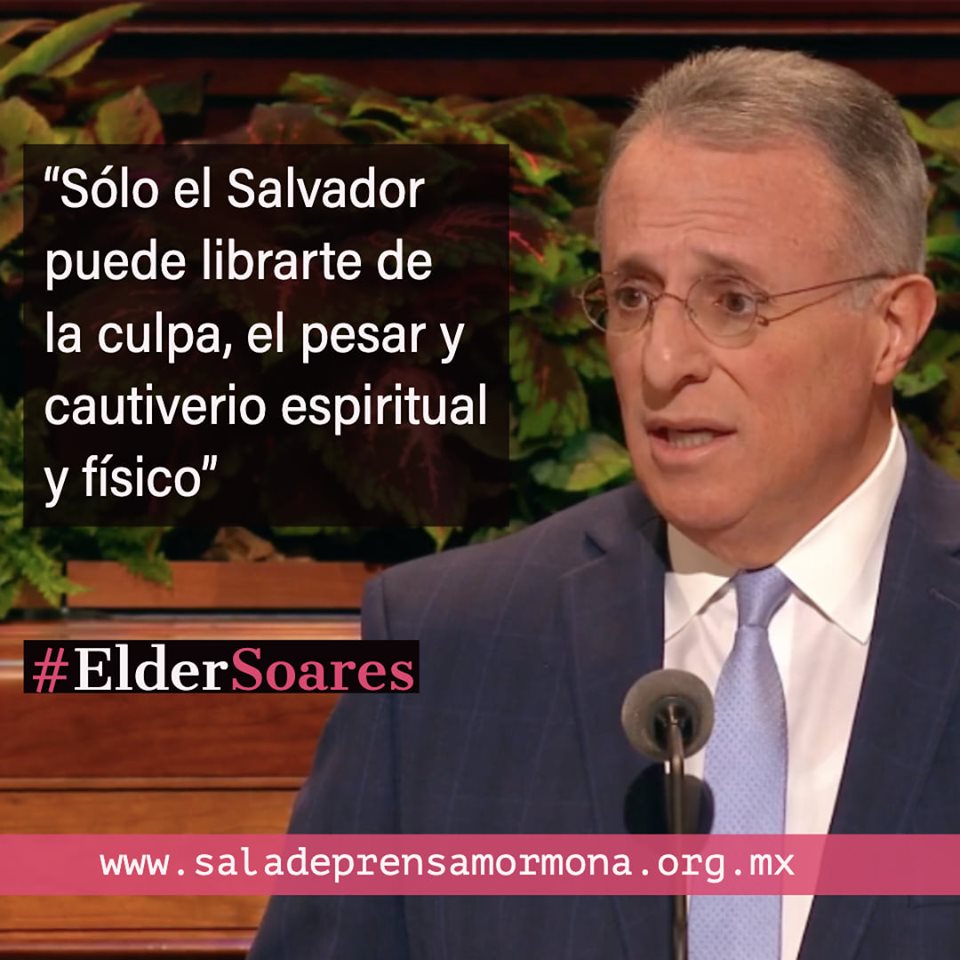 “Sólo el Salvador
puede librarte de
la culpa, el pesar y
cautiverio espiritual
y físico”
#ElderSoares
www.saladeprensamormona.org.mx